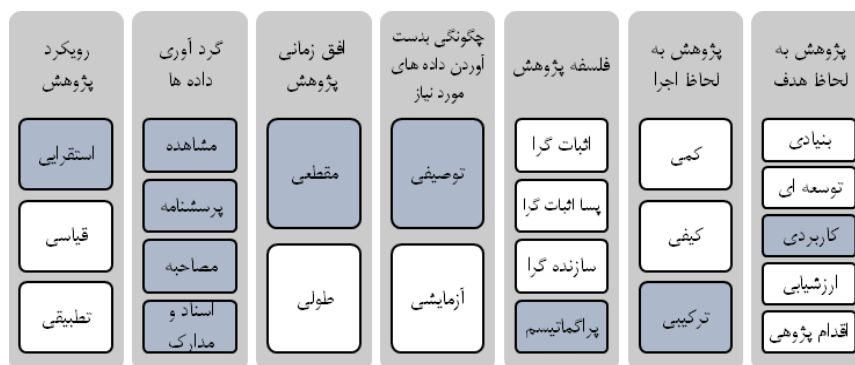 پژوهش به
لحاظ هدف
بنیادی
توسعه ای
کاربردی
ارزشیابی
اقدام پژوهی
پژوهش به
لحاظ اجرا
کمی
کیفی
ترکیبی
فلسفه پژوهش
اثبات گرا
پسا اثبات گرا
سازنده گرا
پراگماتیسم
چگونگی بدست
آوردن داده های
مورد نیاز
توصیفی
آزمایشی
افق زمانی
پژوهش
مقطعی
طولی
گرد آوری
داده ها
مشاهده
پرسشنامه
مصاحبه
اسناد و
مدارک
رویکرد
پژوهش
استقرایی
قیاسی
تطبیقی